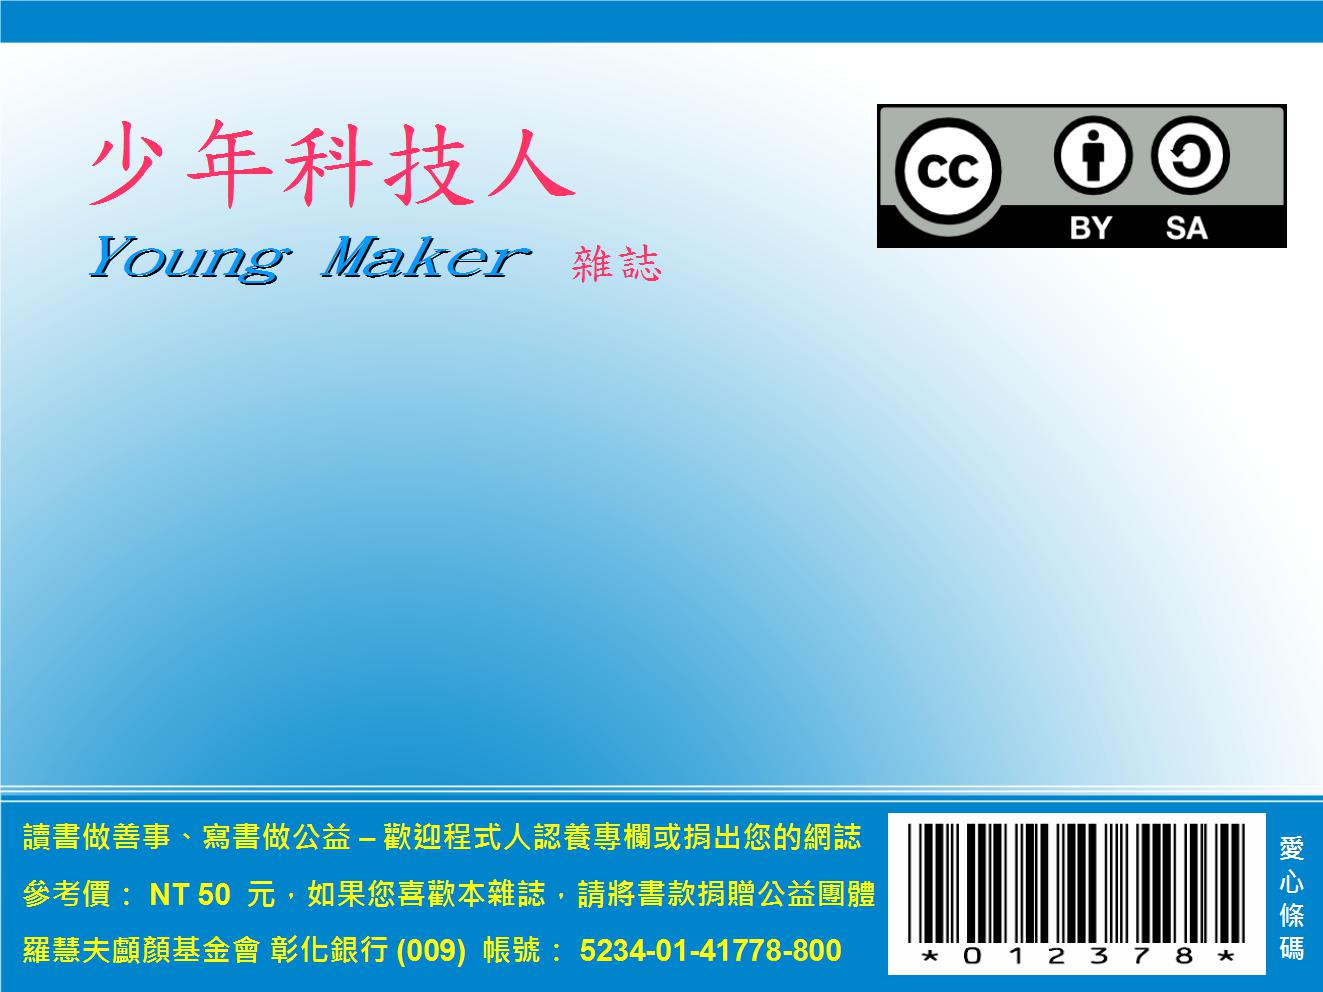 少年科技人
Young Maker 雜誌
CC
BY SA
讀書做善事、寫書做公益 – 歡迎程式人認養專欄或捐出您的網誌
參考價： NT 50 元，如果您喜歡本雜誌，請將書款捐贈公益團體
羅慧夫顱顏基金會 彰化銀行 (009) 帳號： 5234-01-41778-800
*012378*
愛心條碼